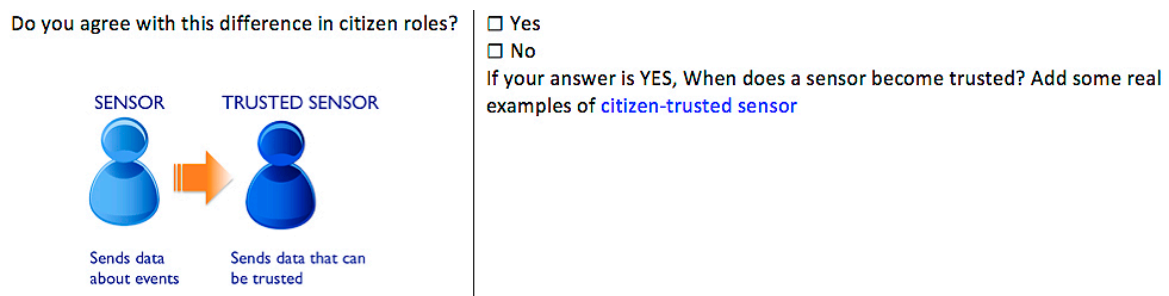 Do you agree with this difference in citizen roles?
SENSOR
TRUSTED SENSOR
Sends data
about events
Sends data that can
be trusted
Yes
No
If your answer is YES, When does a sensor become trusted? Add some real
examples of citizen-trusted sensor